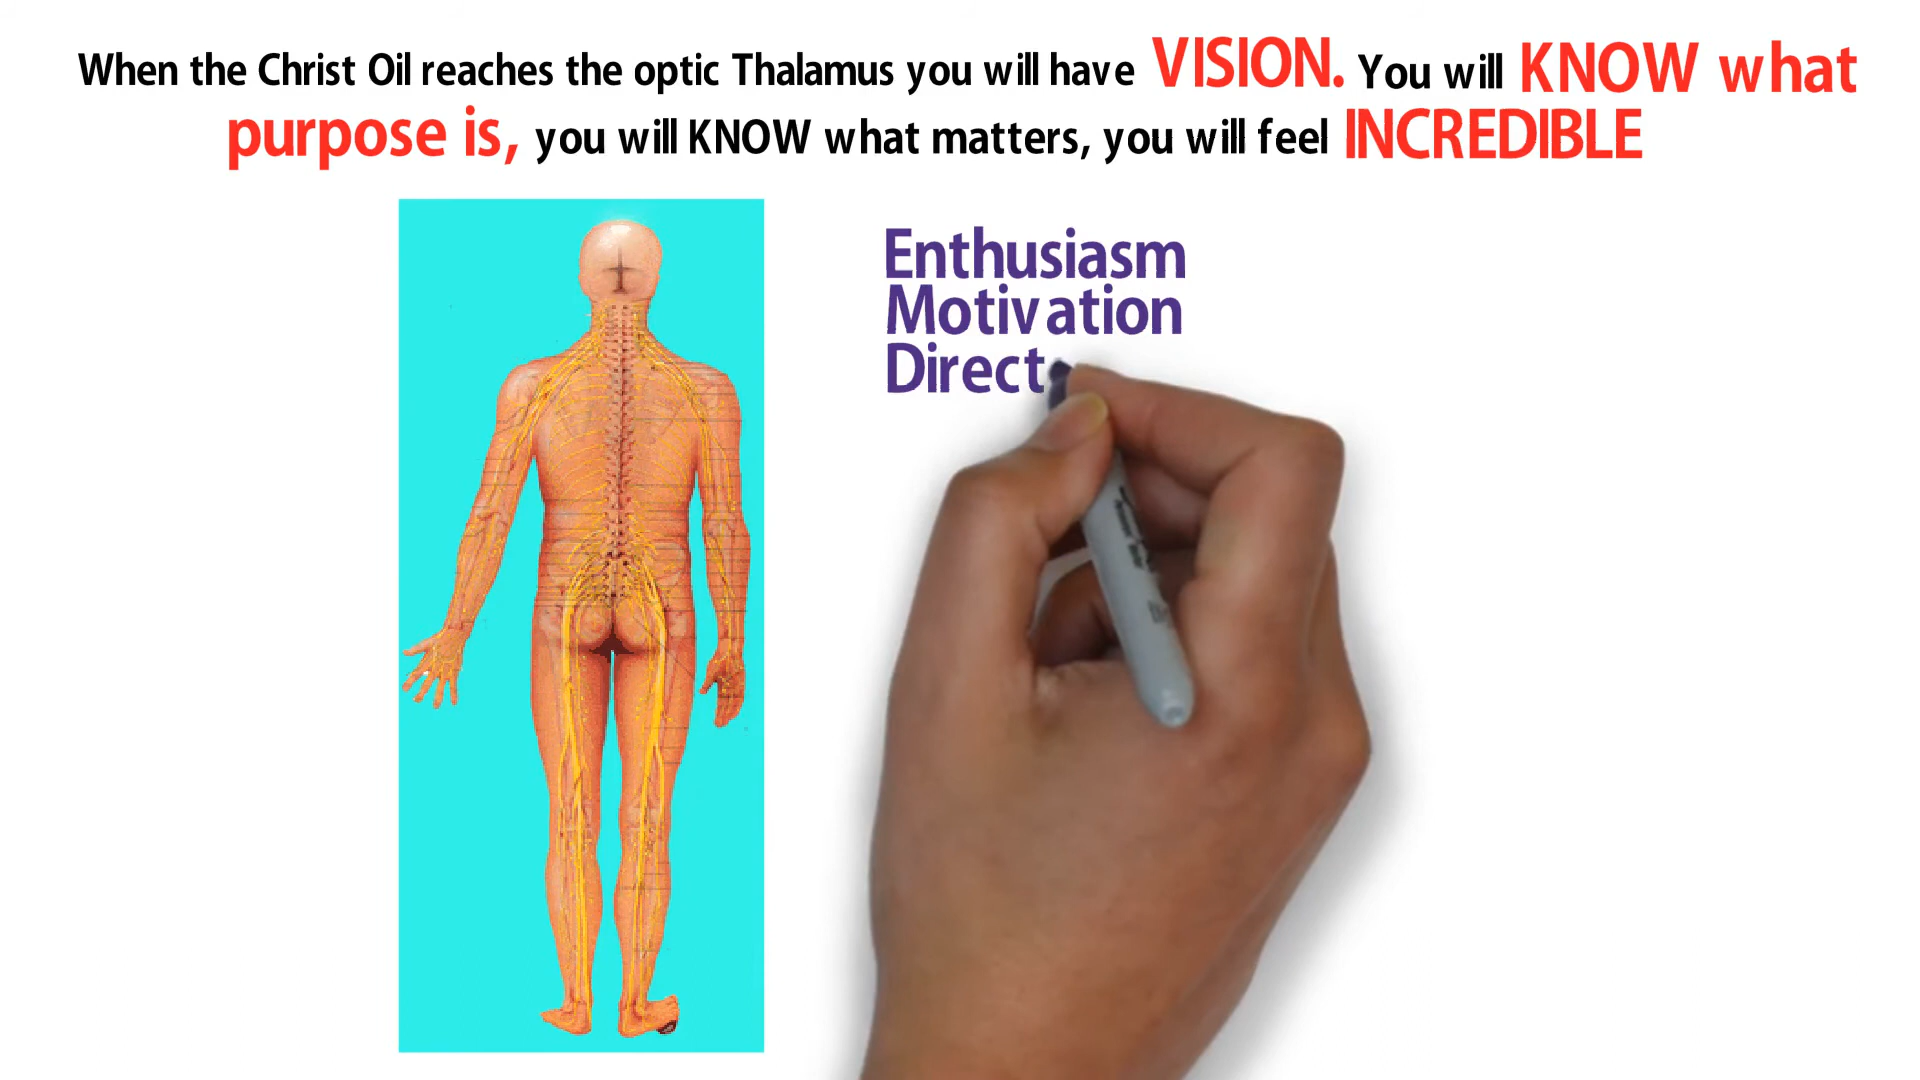 When the Christ Oil reaches the optic Thalamus you will have VISION. You will KNOW what
purpose is, you will KNOW what matters, you will feel INCREDIBLE
Enthusiasm
Motivation
Direct